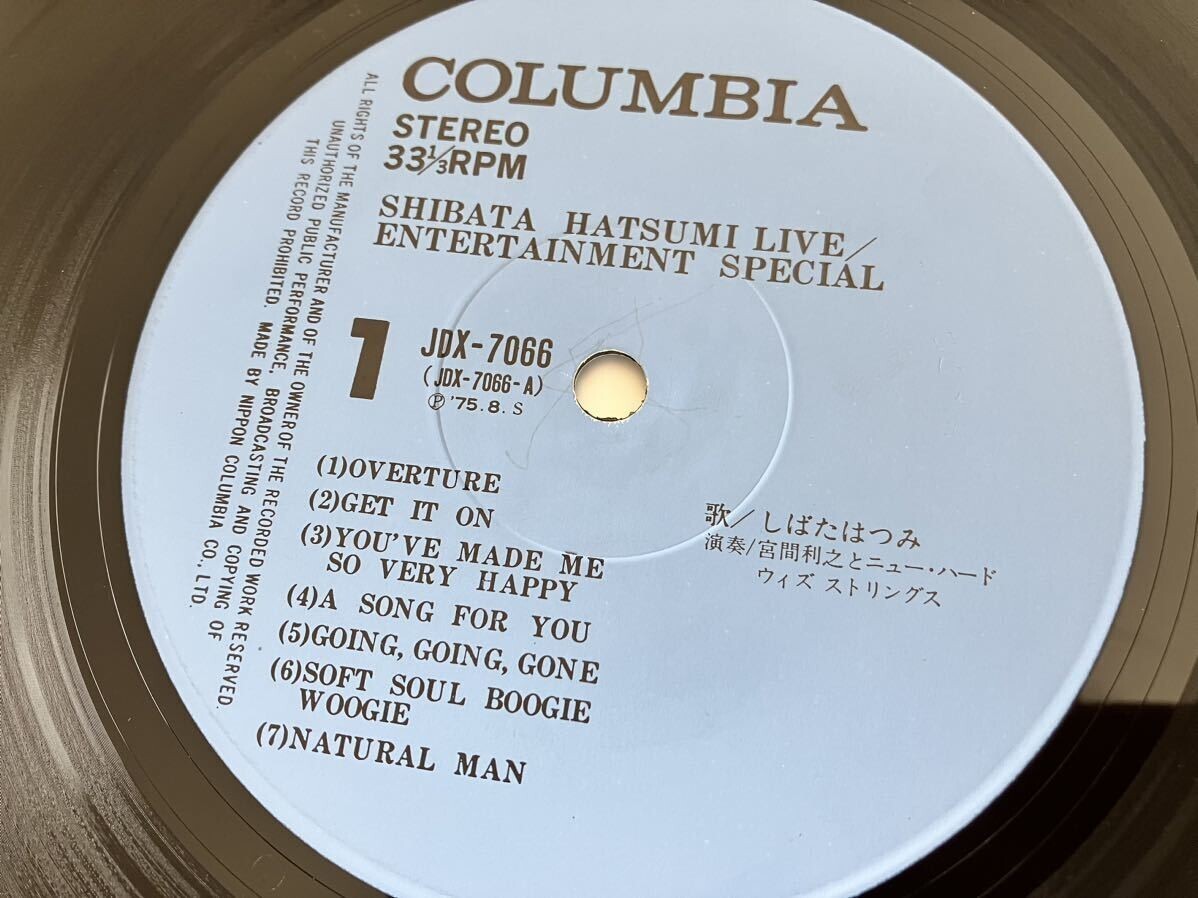 COLUMBIA
STEREO
33⅓RPM
SHIBATA HATSUMI LIVE/
ENTERTAINMENT SPECIAL
1
JDX-7066
(JDX-7066-A)
Ⓟ '75.8. S
(1)OVERTURE
(2)GET IT ON
(3)YOU'VE MADE ME
SO VERY HAPPY
(4)A SONG FOR YOU
(5)GOING, GOING, GONE
(6)SOFT SOUL BOOGIE
WOOGIE
(7)NATURAL MAN
歌/しばたはつみ
演奏/宮間利之とニュー・ハード
ウィズ ストリングス
ALL RIGHTS OF THE MANUFACTURER AND OF THE OWNER OF THE RECORDED WORK RESERVED.
UNAUTHORIZED PUBLIC PERFORMANCE, BROADCASTING AND COPYING OF
THIS RECORD PROHIBITED. MADE BY NIPPON COLUMBIA CO., LTD.